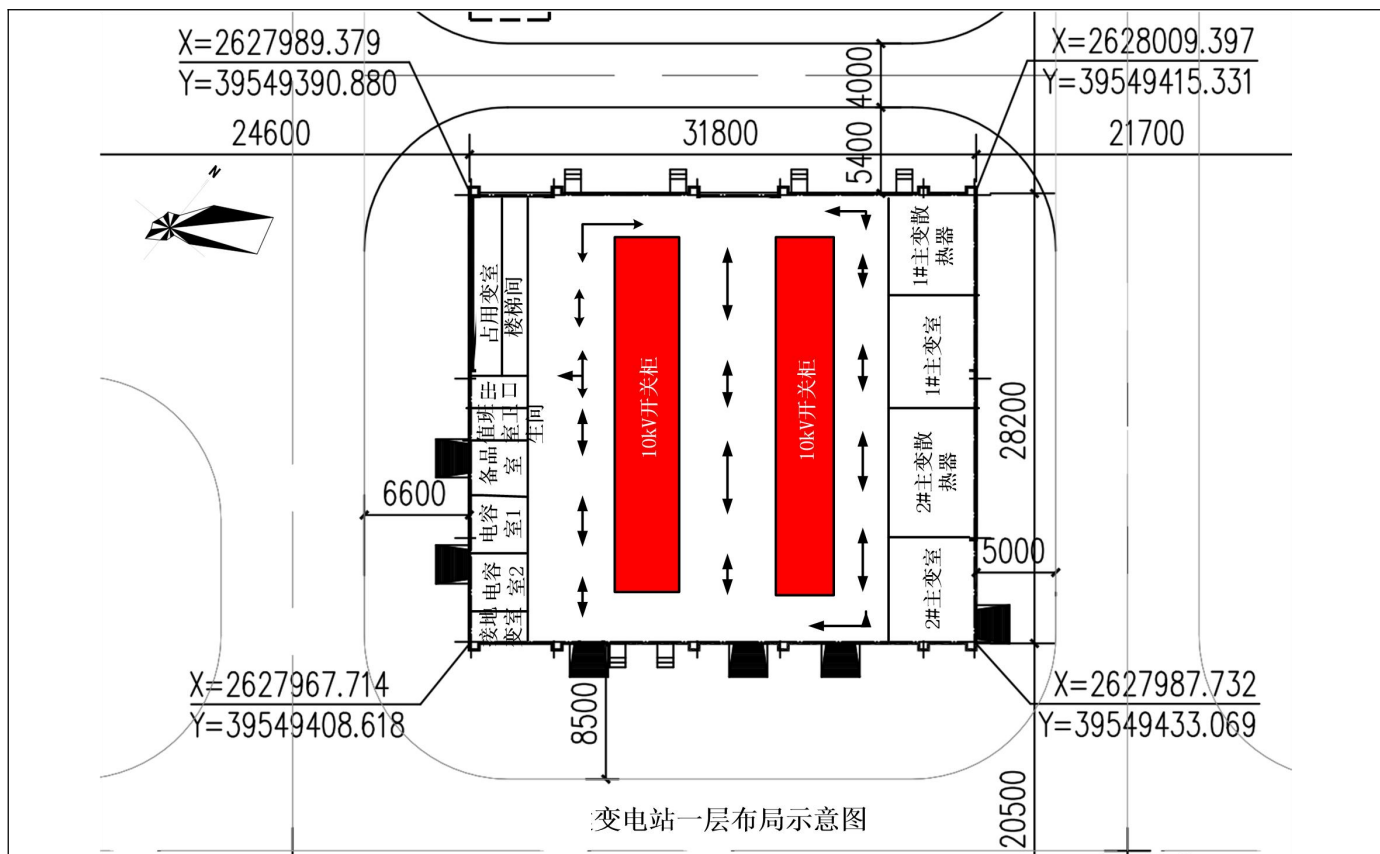 X=2627989.379
Y=39549390.880
X=2628009.397
Y=39549415.331
24600
31800
21700
4000
5400
N
占用变室
楼梯间
出口
值班室
卫生间
备品室
电容室1
电容室2
接地变室
10kV开关柜
10kV开关柜
1#主变散
热器
1#主变室
2#主变散
热器
2#主变室
28200
6600
5000
X=2627967.714
Y=39549408.618
X=2627987.732
Y=39549433.069
8500
20500
变电站一层布局示意图